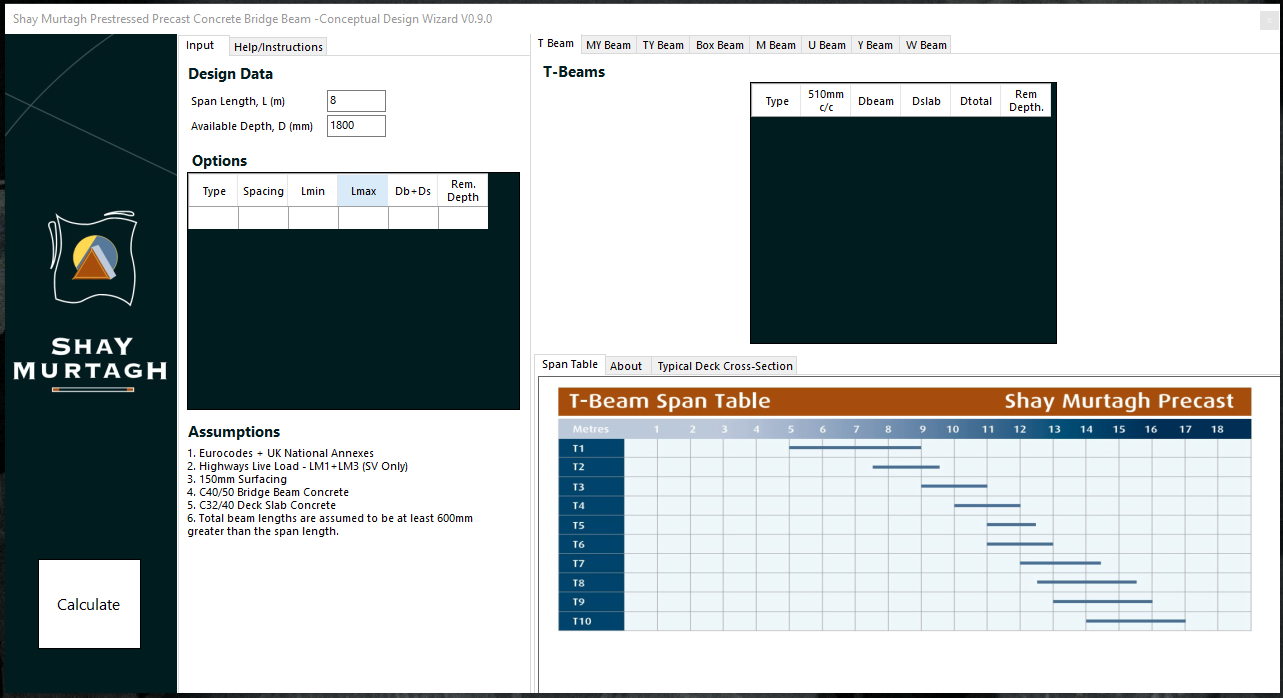 Shay Murtagh Prestressed Precast Concrete Bridge Beam -Conceptual Design Wizard V0.9.0
x
SHAY
MURTAGH
Calculate
Input
Help/Instructions
Design Data
Span Length, L (m)
8
Available Depth, D (mm)
1800
Options
Type Spacing Lmin Lmax Db+Ds Rem. Depth
Assumptions
1. Eurocodes + UK National Annexes
2. Highways Live Load - LM1+LM3 (SV Only)
3. 150mm Surfacing
4. C40/50 Bridge Beam Concrete
5. C32/40 Deck Slab Concrete
6. Total beam lengths are assumed to be at least 600mm
greater than the span length.
T Beam MY Beam TY Beam Box Beam M Beam U Beam Y Beam W Beam
T-Beams
Type 510mm c/c Dbeam Dslab Dtotal Rem Depth.
Span Table About Typical Deck Cross-Section
T-Beam Span Table Shay Murtagh Precast
Metres 1 2 3 4 5 6 7 8 9 10 11 12 13 14 15 16 17 18
T1
T2
T3
T4
T5
T6
T7
T8
T9
T10